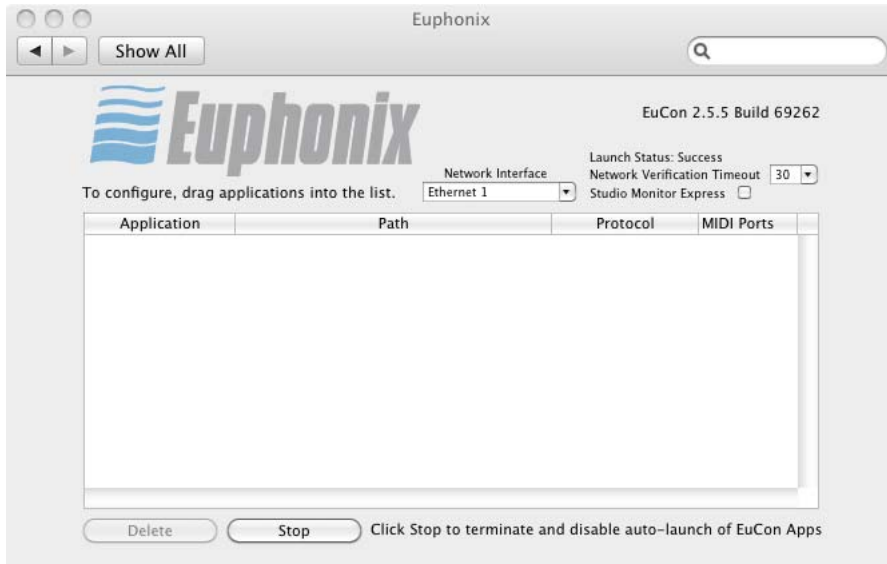 Euphonix
Show All
Euphonix
EuCon 2.5.5 Build 69262
Launch Status: Success
Network Interface
Network Verification Timeout 30
To configure, drag applications into the list.
Ethernet 1
Studio Monitor Express
Application Path Protocol MIDI Ports
Delete Stop Click Stop to terminate and disable auto-launch of EuCon Apps